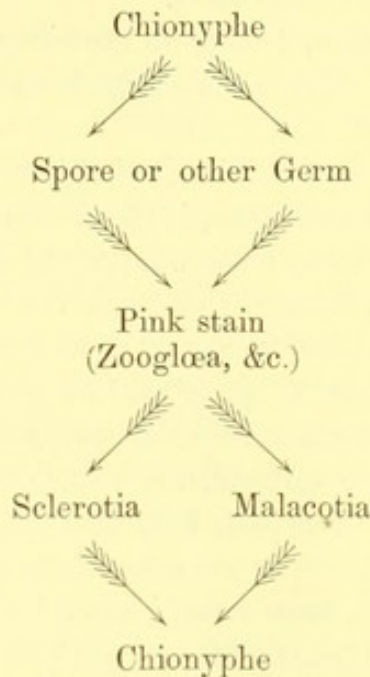 Chionyphe
Spore or other Germ
Pink stain
(Zooglœa, &c.)
Sclerotia Malacotia
Chionyphe